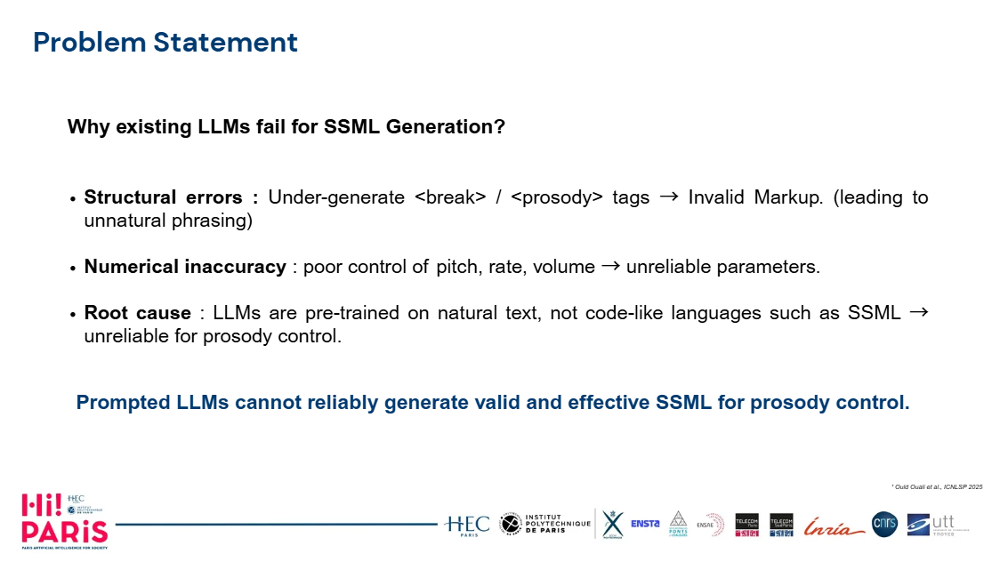 Problem Statement
Why existing LLMs fail for SSML Generation?
• Structural errors : Under-generate <break> / <prosody> tags → Invalid Markup. (leading to
unnatural phrasing)
• Numerical inaccuracy : poor control of pitch, rate, volume → unreliable parameters.
• Root cause : LLMs are pre-trained on natural text, not code-like languages such as SSML →
unreliable for prosody control.
Prompted LLMs cannot reliably generate valid and effective SSML for prosody control.
¹ Ould Ouali et al., ICNLSP 2025
Hi!
PARIS
HEC
INSTITUT
POLYTECHNIQUE
DE PARIS
PARIS ARTIFICIAL INTELLIGENCE FOR SOCIETY
HEC
PARIS
INSTITUT
POLYTECHNIQUE
DE PARIS
ENSTA
PONTS
ENSAE
TELECOM
Paris
TELECOM
SudParis
Inria
cnrs
utt
TROYES